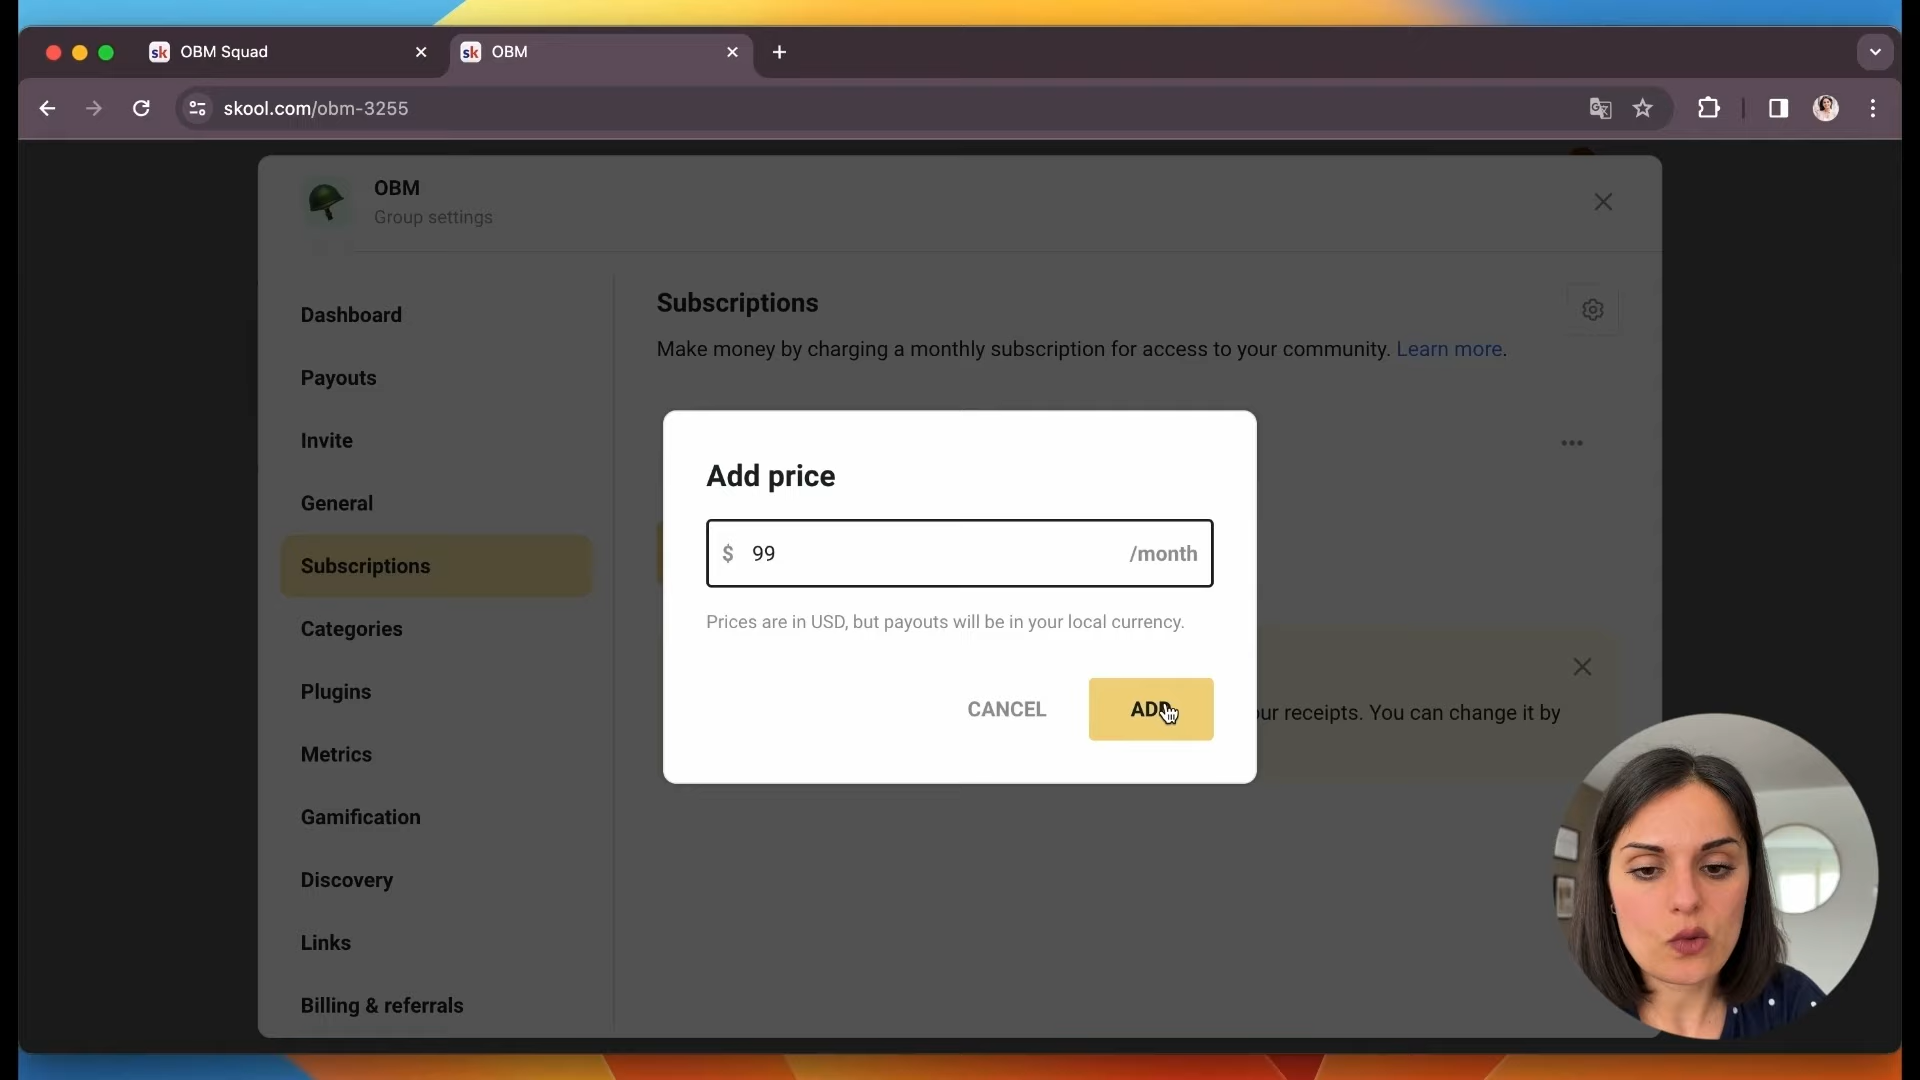 sk OBM Squad
sk OBM
skool.com/obm-3255
OBM
Group settings
Dashboard
Payouts
Invite
General
Subscriptions
Categories
Plugins
Metrics
Gamification
Discovery
Links
Billing & referrals
Subscriptions
Make money by charging a monthly subscription for access to your community. Learn more.
Add price
$ 99 /month
Prices are in USD, but payouts will be in your local currency.
CANCEL ADD
ur receipts. You can change it by